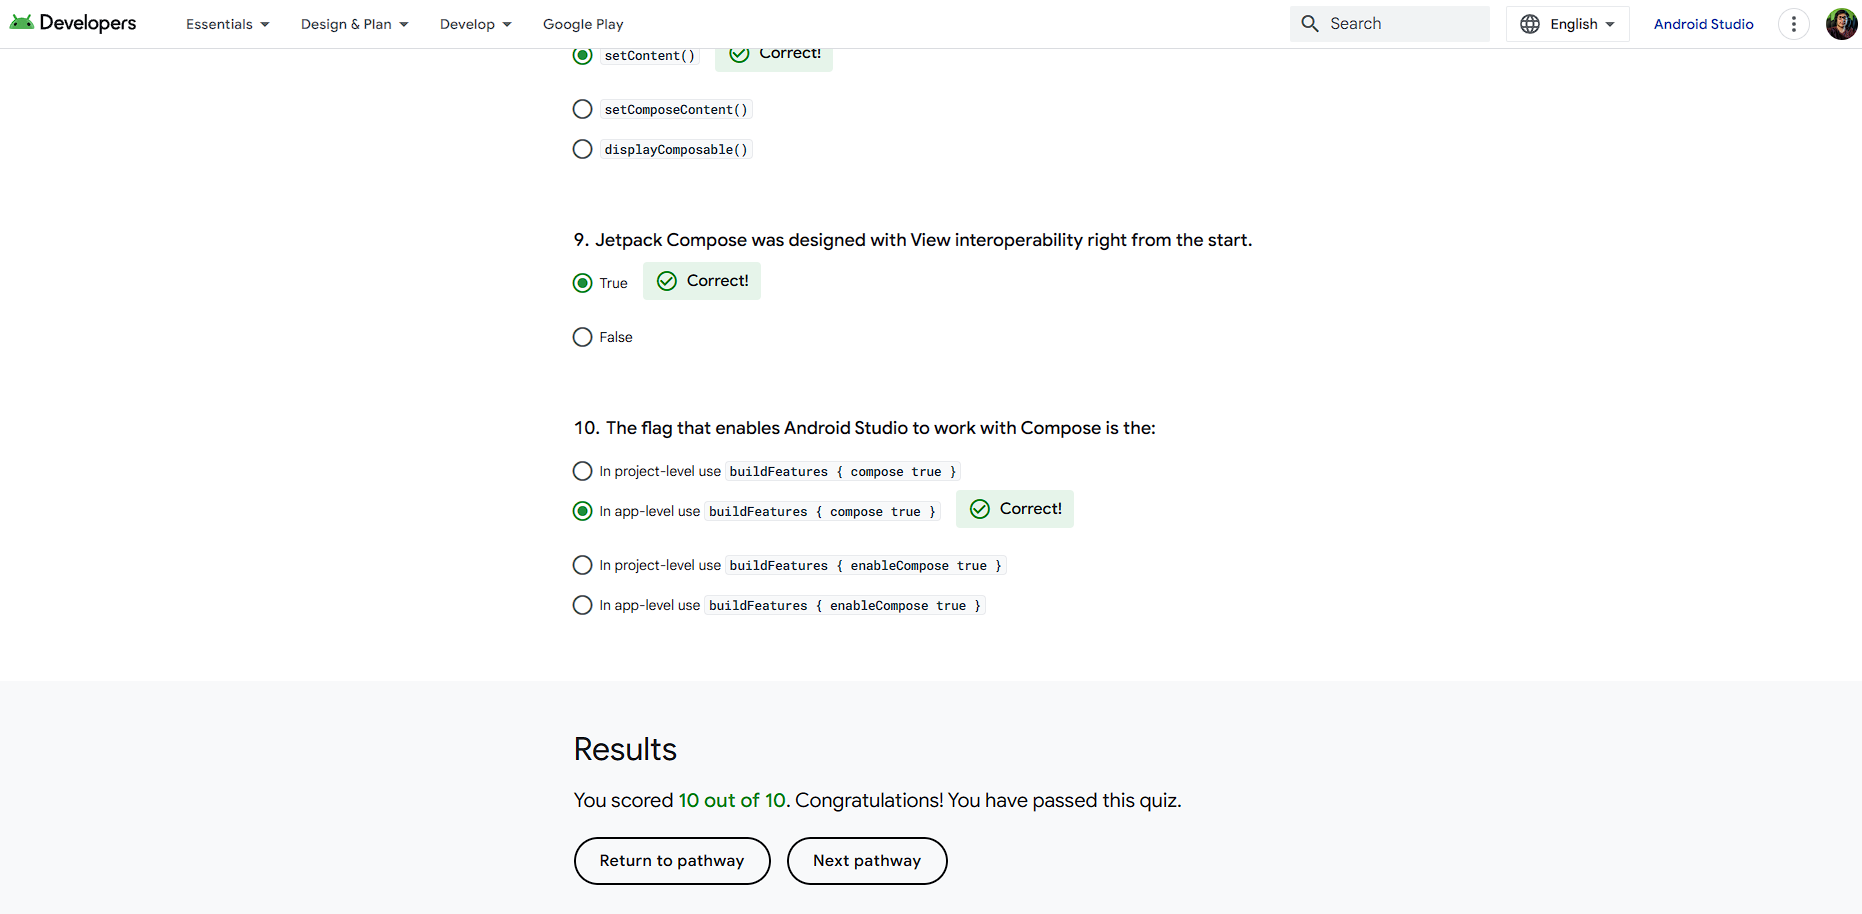 Developers
Essentials
Design & Plan
Develop
Google Play
Search
English
Android Studio
setContent()
Correct!
setComposeContent()
displayComposable()
9. Jetpack Compose was designed with View interoperability right from the start.
True
Correct!
False
10. The flag that enables Android Studio to work with Compose is the:
In project-level use buildFeatures { compose true }
In app-level use buildFeatures { compose true }
Correct!
In project-level use buildFeatures { enableCompose true }
In app-level use buildFeatures { enableCompose true }
Results
You scored 10 out of 10. Congratulations! You have passed this quiz.
Return to pathway
Next pathway